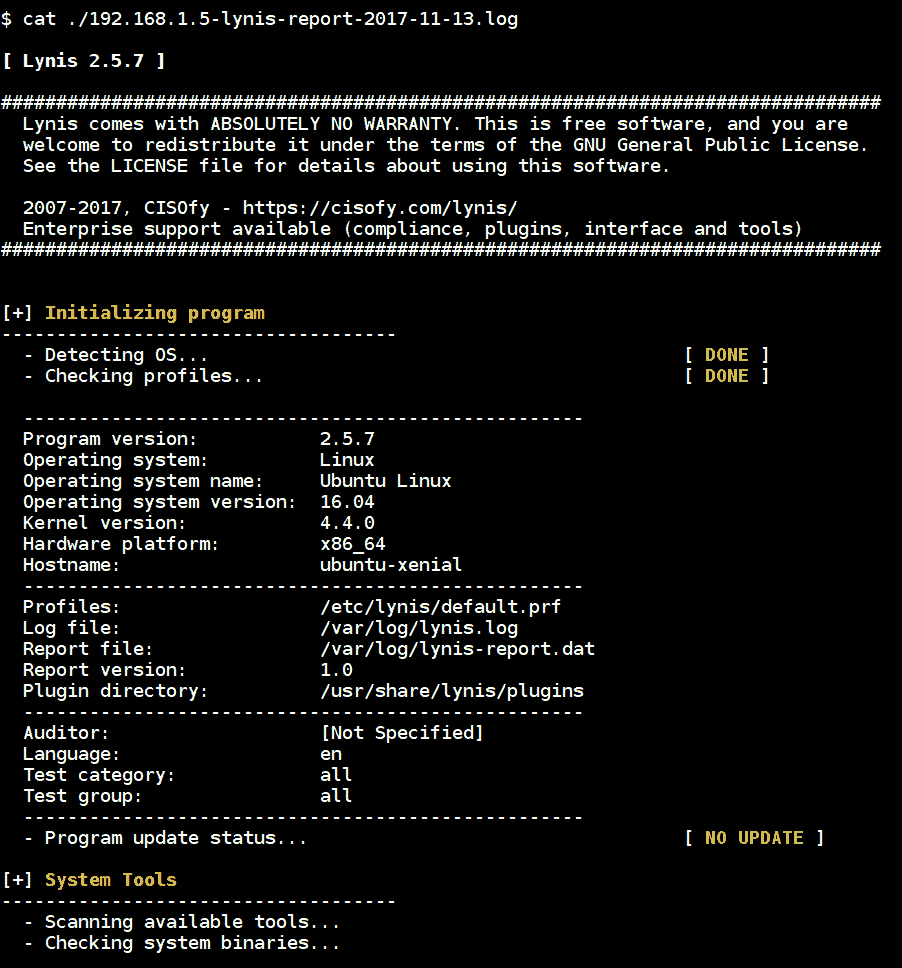 $ cat ./192.168.1.5-lynis-report-2017-11-13.log
[ Lynis 2.5.7 ]
################################################################################
Lynis comes with ABSOLUTELY NO WARRANTY. This is free software, and you are
welcome to redistribute it under the terms of the GNU General Public License.
See the LICENSE file for details about using this software.
2007-2017, CISOfy - https://cisofy.com/lynis/
Enterprise support available (compliance, plugins, interface and tools)
################################################################################
[+] Initializing program
------------------------------------
- Detecting OS... [ DONE ]
- Checking profiles... [ DONE ]
---------------------------------------------------
Program version: 2.5.7
Operating system: Linux
Operating system name: Ubuntu Linux
Operating system version: 16.04
Kernel version: 4.4.0
Hardware platform: x86_64
Hostname: ubuntu-xenial
---------------------------------------------------
Profiles: /etc/lynis/default.prf
Log file: /var/log/lynis.log
Report file: /var/log/lynis-report.dat
Report version: 1.0
Plugin directory: /usr/share/lynis/plugins
---------------------------------------------------
Auditor: [Not Specified]
Language: en
Test category: all
Test group: all
---------------------------------------------------
- Program update status... [ NO UPDATE ]
[+] System Tools
------------------------------------
- Scanning available tools...
- Checking system binaries...